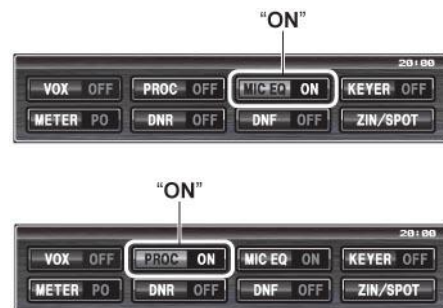 “ON”
20:00
VOX OFF PROC OFF MIC EQ ON KEYER OFF
METER PO DNR OFF DNF OFF ZIN/SPOT
“ON”
20:00
VOX OFF PROC ON MIC EQ ON KEYER OFF
METER PO DNR OFF DNF OFF ZIN/SPOT